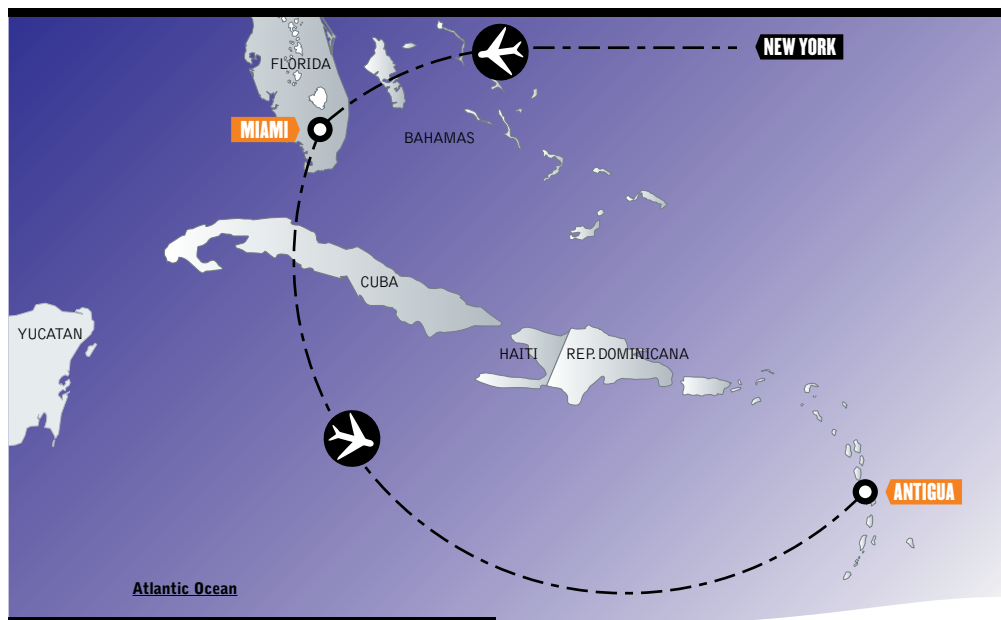 NEW YORK
FLORIDA
MIAMI
BAHAMAS
CUBA
YUCATAN
HAITI
REP. DOMINICANA
ANTIGUA
Atlantic Ocean